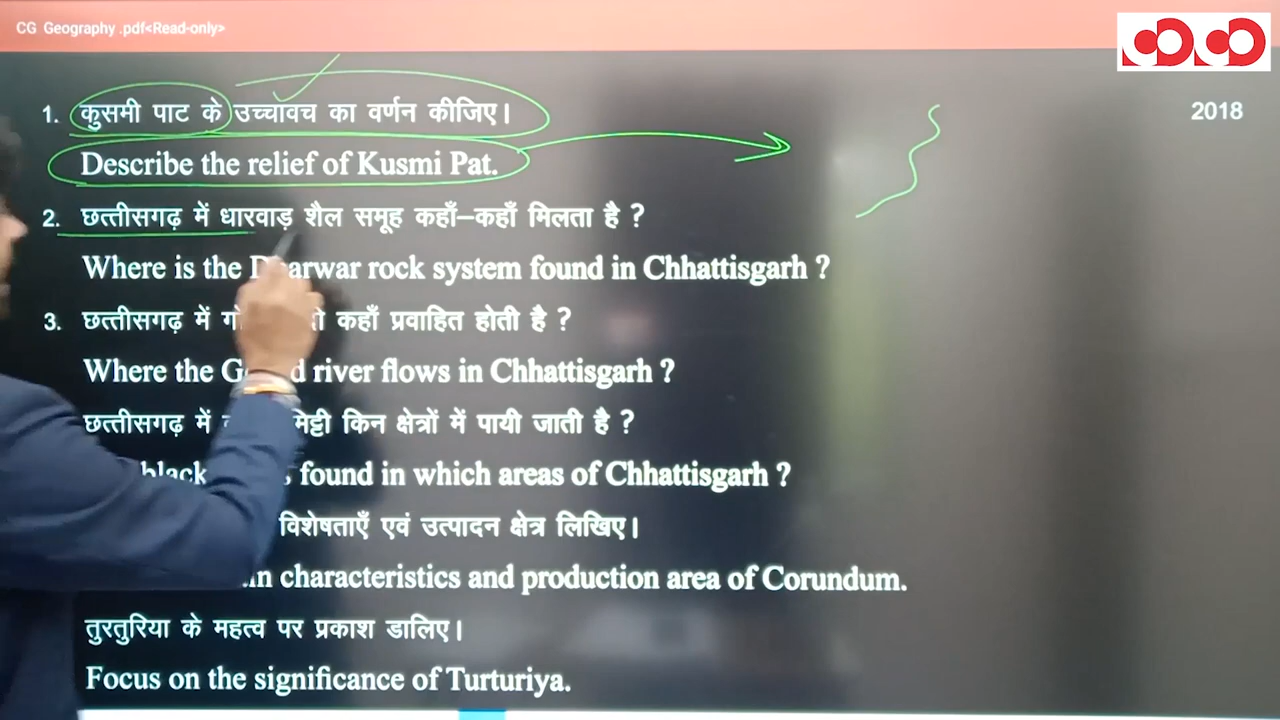 CG Geography .pdf<Read-only>
1. कुसमी पाट के उच्चावच का वर्णन कीजिए। 2018
Describe the relief of Kusmi Pat.
2. छत्तीसगढ़ में धारवाड़ शैल समूह कहाँ–कहाँ मिलता है ?
Where is the Dharwar rock system found in Chhattisgarh ?
3. छत्तीसगढ़ में कहाँ प्रवाहित होती है ?
Where the river flows in Chhattisgarh ?
छत्तीसगढ़ में मिट्टी किन क्षेत्रों में पायी जाती है ?
black found in which areas of Chhattisgarh ?
विशेषताएँ एवं उत्पादन क्षेत्र लिखिए।
characteristics and production area of Corundum.
तुरतुरिया के महत्व पर प्रकाश डालिए।
Focus on the significance of Turturiya.